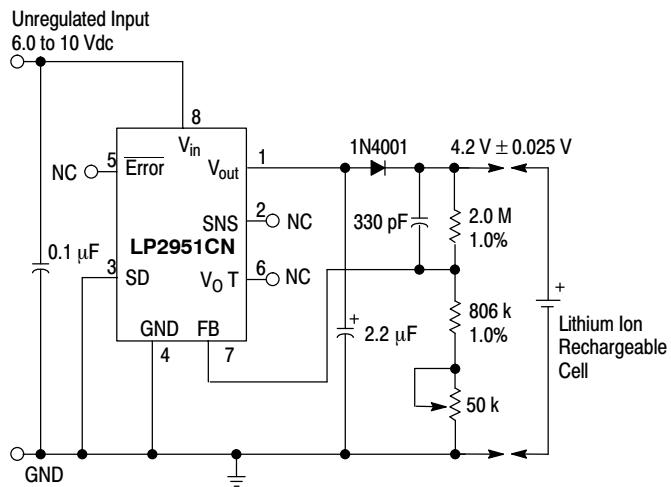 Unregulated Input
6.0 to 10 Vdc
8
Vin
5
NC
Error
Vout
1
1N4001
4.2 V ± 0.025 V
SNS
2
NC
330 pF
2.0 M
1.0%
LP2951CN
0.1 µF
3
SD
VO T
6
NC
GND
FB
4
7
+
2.2 µF
806 k
1.0%
+
Lithium Ion
Rechargeable
Cell
50 k
GND